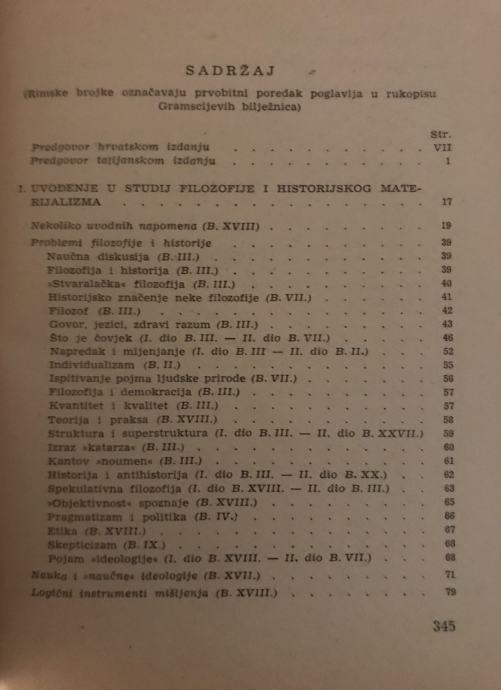 SADRŽAJ
(Rimske brojke označavaju prvobitni poredak poglavlja u rukopisu
Gramscijevih bilježnica)
Str.
Predgovor hrvatskom izdanju . . . . . . . . . . . VII
Predgovor talijanskom izdanju . . . . . . . . . . . 1
I. UVOĐENJE U STUDIJ FILOZOFIJE I HISTORIJSKOG MATE-
RIJALIZMA . . . . . . . . . . . . . . . . 17
Nekoliko uvodnih napomena (B. XVIII) . . . . . . . . . 19
Problemi filozofije i historije . . . . . . . . . . . . 39
Naučna diskusija (B. III.) . . . . . . . . . . . . 39
Filozofija i historija (B. III.) . . . . . . . . . . . 39
»Stvaralačka« filozofija (B. III.) . . . . . . . . . . 40
Historijsko značenje neke filozofije (B. VII.) . . . . . . 41
Filozof (B. III.) . . . . . . . . . . . . . . 42
Govor, jezici, zdravi razum (B. III.) . . . . . . . . . 43
Što je čovjek (I. dio B. III. — II. dio B. VII.) . . . . . 46
Napredak i mijenjanje (I. dio B. III — II. dio B. II.) . . . . 52
Individualizam (B. II.) . . . . . . . . . . . . . 55
Ispitivanje pojma ljudske prirode (B. VII.) . . . . . . . 56
Filozofija i demokracija (B. III.) . . . . . . . . . . 57
Kvantitet i kvalitet (B. III.) . . . . . . . . . . . 57
Teorija i praksa (B. XVIII.) . . . . . . . . . . . 58
Struktura i superstruktura (I. dio B. III. — II. dio B. XXVII.) 59
Izraz »katarza« (B. III.) . . . . . . . . . . . . 60
Kantov »noumen« (B. III.) . . . . . . . . . . . 61
Historija i antihistorija (I. dio B. III. — II. dio B. XX.) . . . 62
Spekulativna filozofija (I. dio B. XVIII. — II. dio B. III.) . . 63
»Objektivnost« spoznaje (B. XVIII.) . . . . . . . . . 65
Pragmatizam i politika (B. IV.) . . . . . . . . . . 66
Etika (B. XVIII.) . . . . . . . . . . . . . . 67
Skepticizam (B. IX.) . . . . . . . . . . . . . 68
Pojam »ideologije« (I. dio B. XVIII. — II. dio B. VII.) . . . 68
Nauka i »naučne« ideologije (B. XVII.) . . . . . . . . 71
Logični instrumenti mišljenja (B. XVIII.) . . . . . . . . 79
345